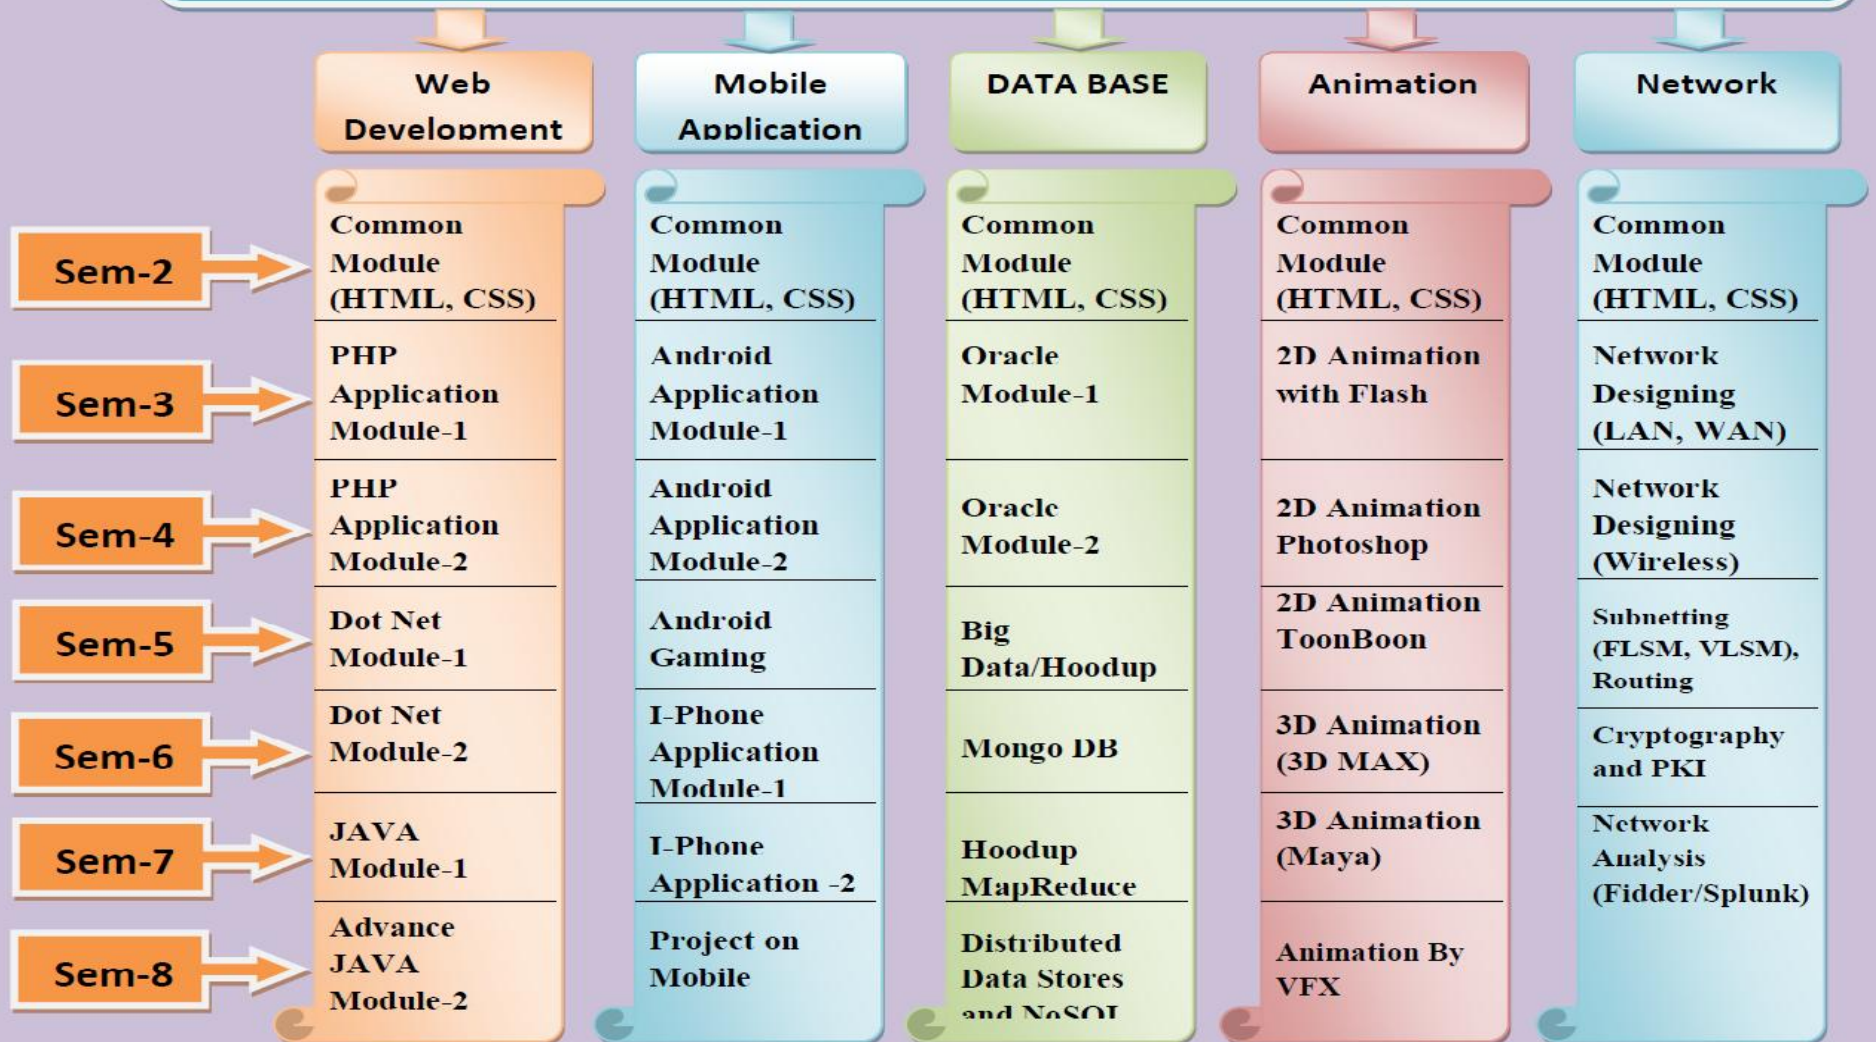 Web
Development
Mobile
Application
DATA BASE
Animation
Network
Sem-2
Common
Module
(HTML, CSS)
Common
Module
(HTML, CSS)
Common
Module
(HTML, CSS)
Common
Module
(HTML, CSS)
Common
Module
(HTML, CSS)
Sem-3
PHP
Application
Module-1
Android
Application
Module-1
Oracle
Module-1
2D Animation
with Flash
Network
Designing
(LAN, WAN)
Sem-4
PHP
Application
Module-2
Android
Application
Module-2
Oracle
Module-2
2D Animation
Photoshop
Network
Designing
(Wireless)
Sem-5
Dot Net
Module-1
Android
Gaming
Big
Data/Hoodup
2D Animation
ToonBoon
Subnetting
(FLSM, VLSM),
Routing
Sem-6
Dot Net
Module-2
I-Phone
Application
Module-1
Mongo DB
3D Animation
(3D MAX)
Cryptography
and PKI
Sem-7
JAVA
Module-1
I-Phone
Application -2
Hoodup
MapReduce
3D Animation
(Maya)
Network
Analysis
(Fidder/Splunk)
Sem-8
Advance
JAVA
Module-2
Project on
Mobile
Distributed
Data Stores
and NoSQL
Animation By
VFX